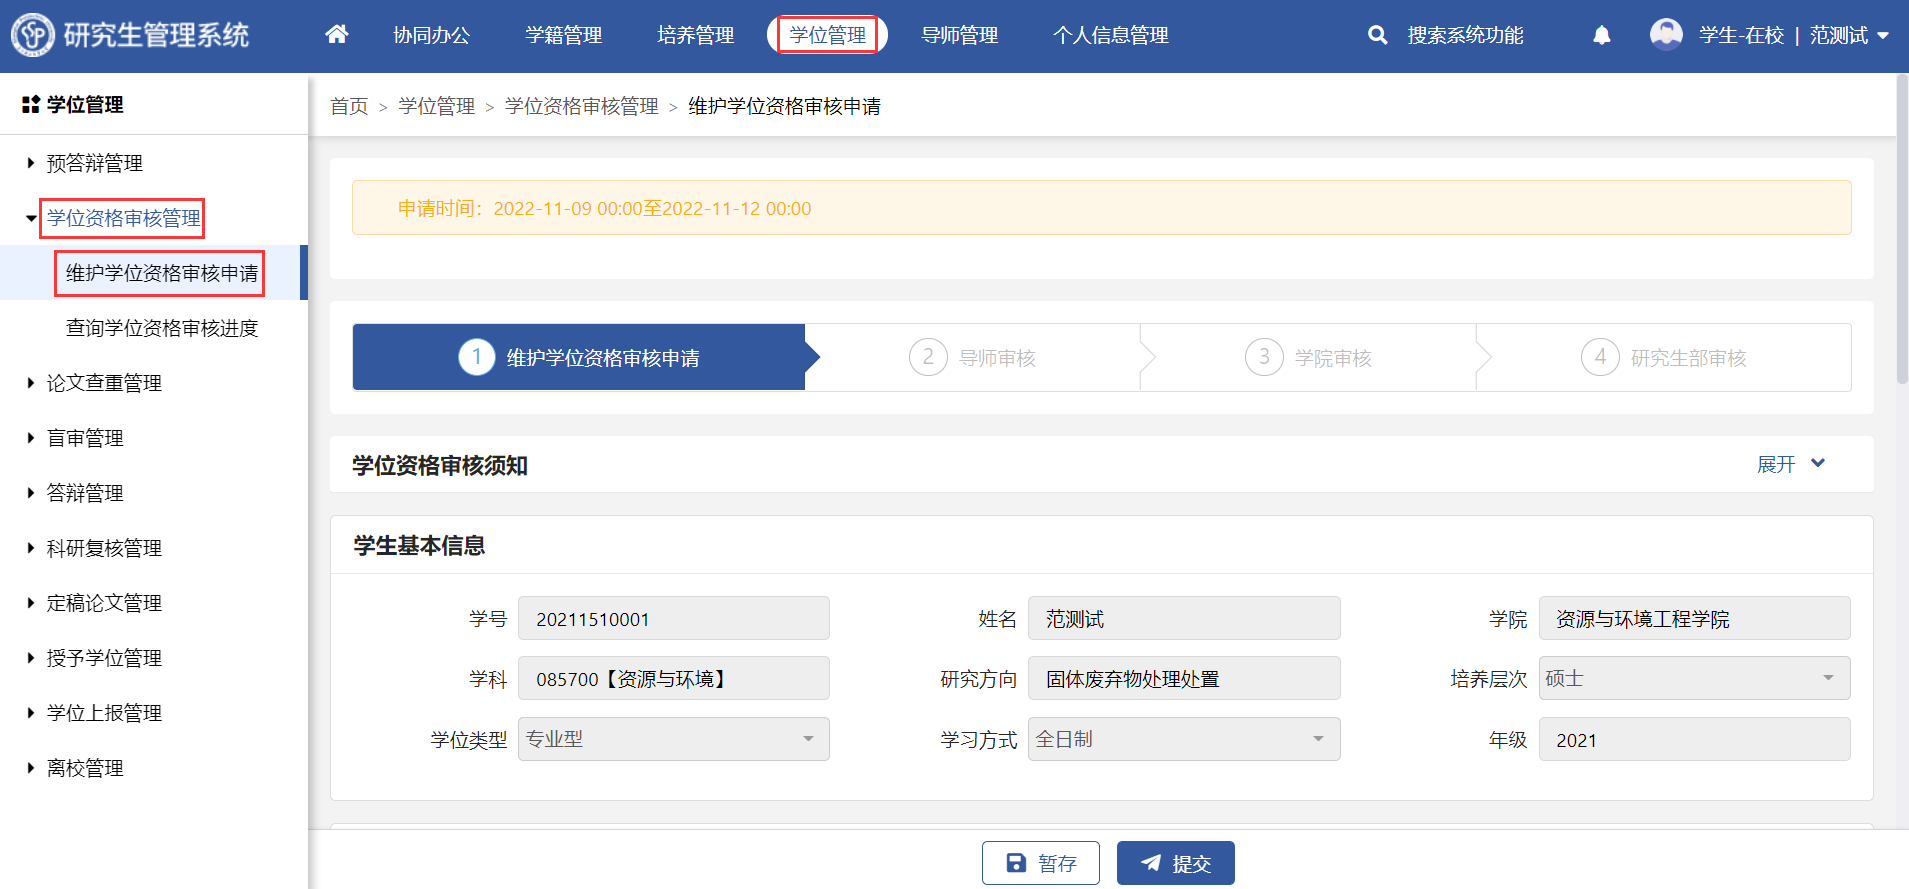 研究生管理系统 协同办公 学籍管理 培养管理 学位管理 导师管理 个人信息管理 搜索系统功能 学生-在校 | 范测试
学位管理
预答辩管理
学位资格审核管理
维护学位资格审核申请
查询学位资格审核进度
论文查重管理
盲审管理
答辩管理
科研复核管理
定稿论文管理
授予学位管理
学位上报管理
离校管理
首页 > 学位管理 > 学位资格审核管理 > 维护学位资格审核申请
申请时间：2022-11-09 00:00至2022-11-12 00:00
1 维护学位资格审核申请 2 导师审核 3 学院审核 4 研究生部审核
学位资格审核须知 展开
学生基本信息
学号 20211510001 姓名 范测试 学院 资源与环境工程学院
学科 085700【资源与环境】 研究方向 固体废弃物处理处置 培养层次 硕士
学位类型 专业型 学习方式 全日制 年级 2021
暂存 提交